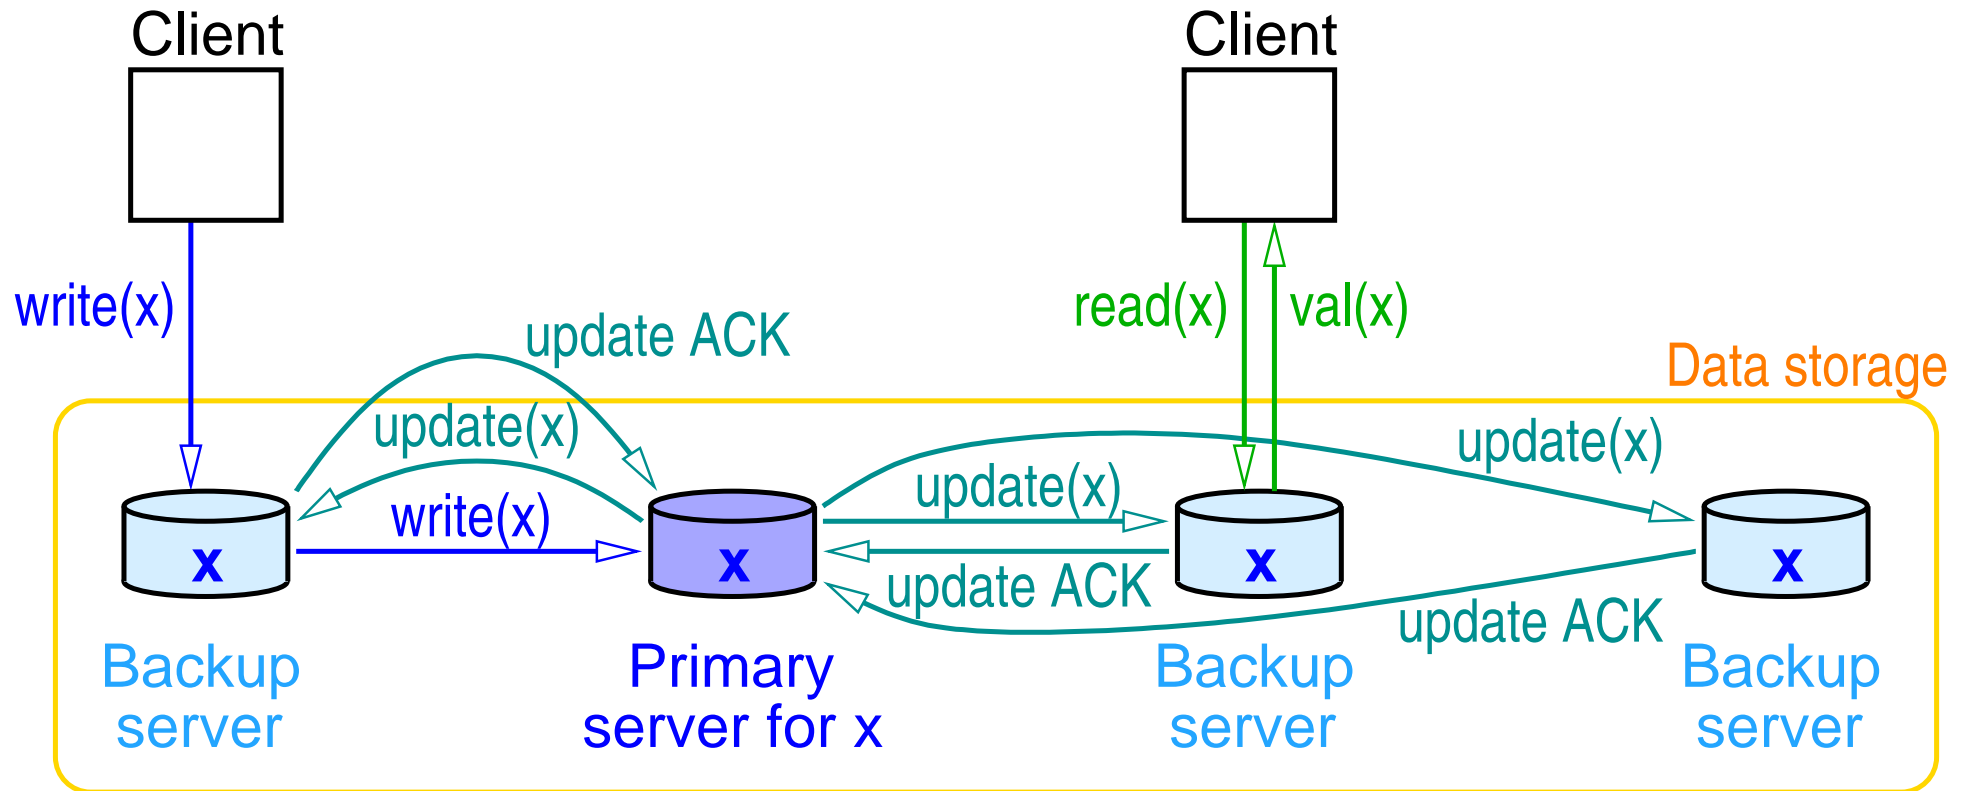 Client
Client
write(x)
read(x)
val(x)
update ACK
Data storage
update(x)
update(x)
update(x)
write(x)
x
x
x
x
update ACK
update ACK
Backup
server
Primary
server for x
Backup
server
Backup
server